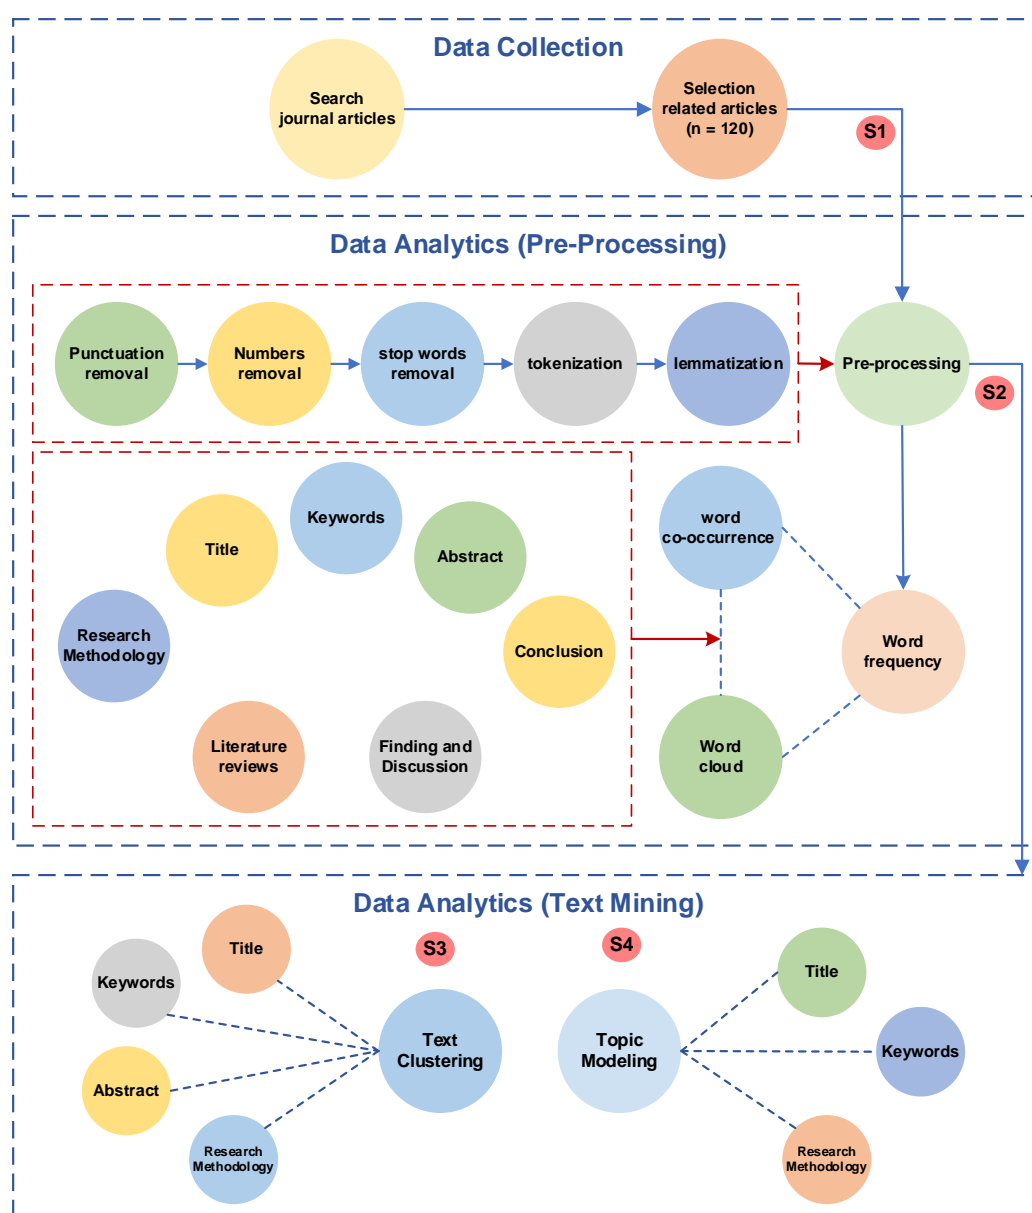 Data Collection
Search
journal articles
Selection
related articles
(n = 120)
S1
Data Analytics (Pre-Processing)
Punctuation
removal
Numbers
removal
stop words
removal
tokenization
lemmatization
Pre-processing
S2
Keywords
Title
Abstract
Research
Methodology
Conclusion
Literature
reviews
Finding and
Discussion
word
co-occurrence
Word
frequency
Word
cloud
Data Analytics (Text Mining)
S3
S4
Title
Keywords
Abstract
Research
Methodology
Text
Clustering
Topic
Modeling
Title
Keywords
Research
Methodology